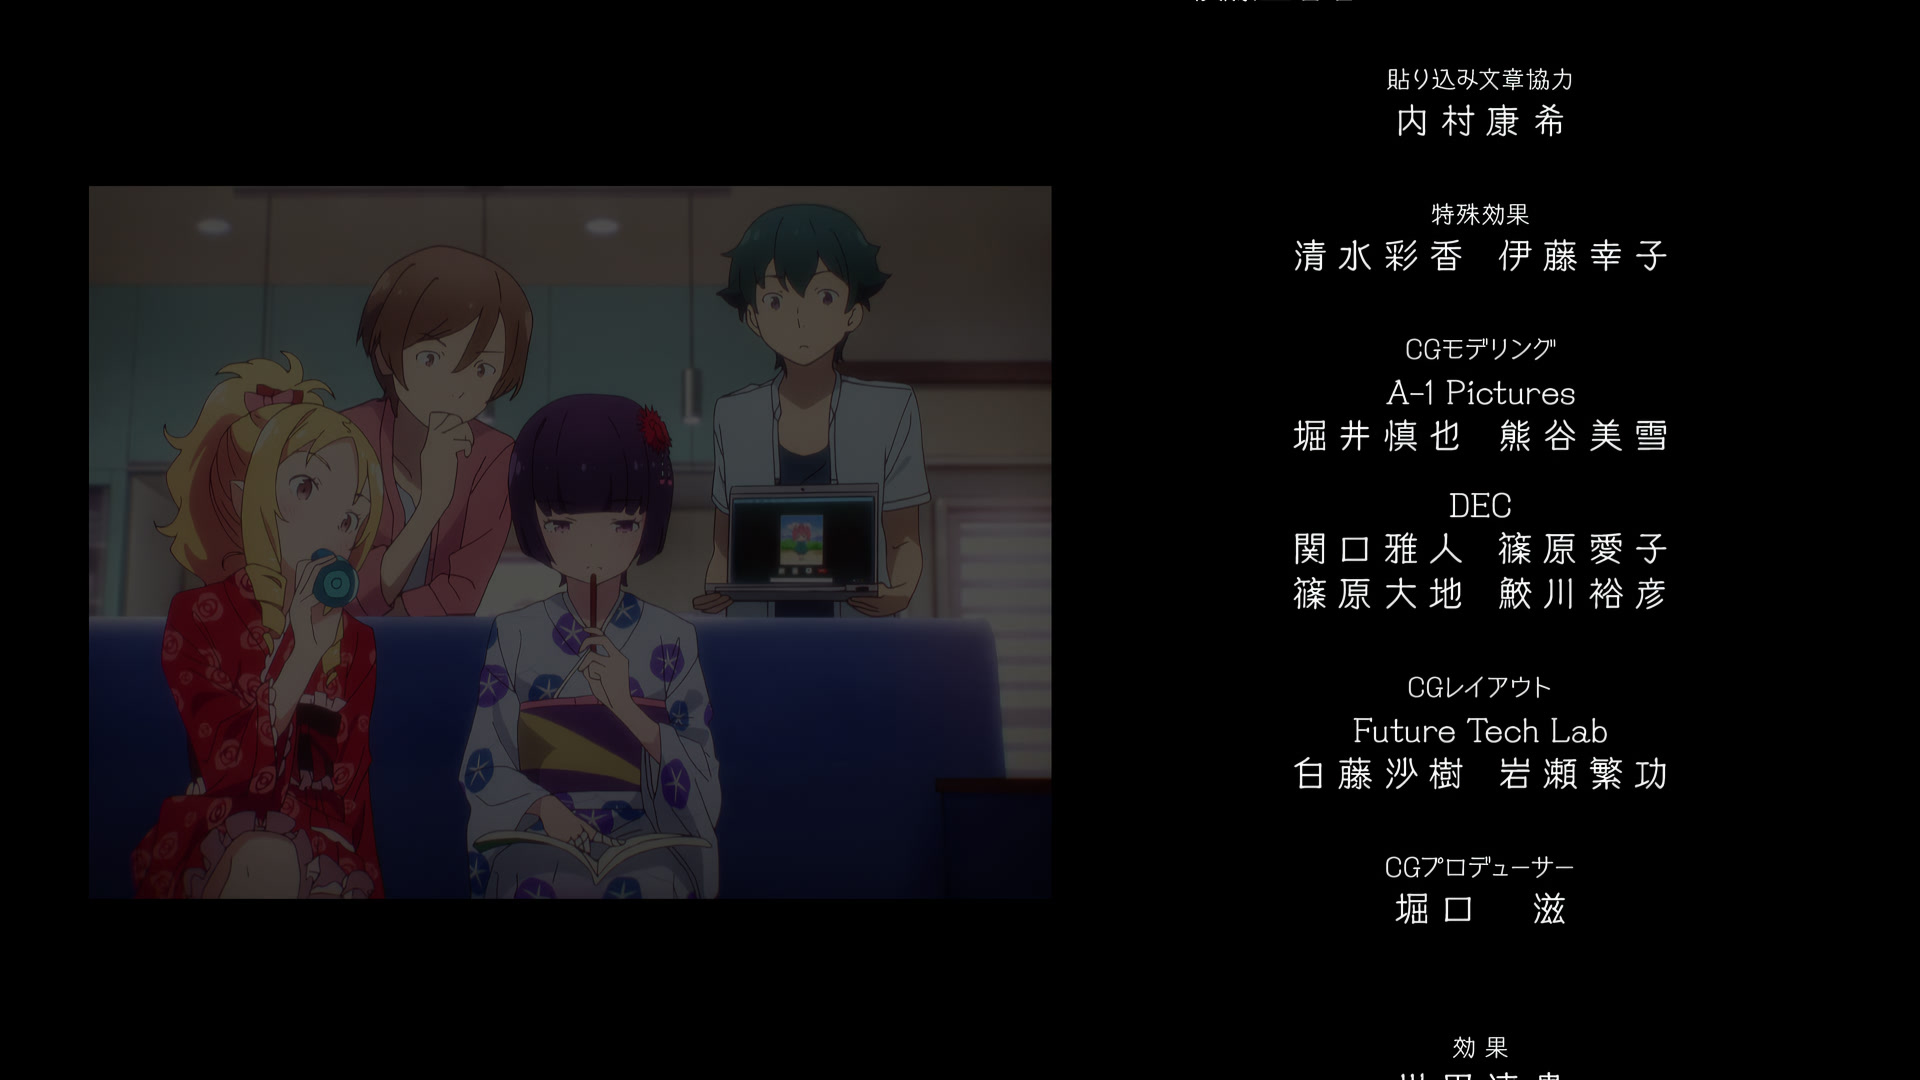 貼り込み文章協力
内村康希
特殊効果
清水彩香 伊藤幸子
CGモデリング
A-1 Pictures
堀井慎也 熊谷美雪
DEC
関口雅人 篠原愛子
篠原大地 鮫川裕彦
CGレイアウト
Future Tech Lab
白藤沙樹 岩瀬繁功
CGプロデューサー
堀口 滋
効果